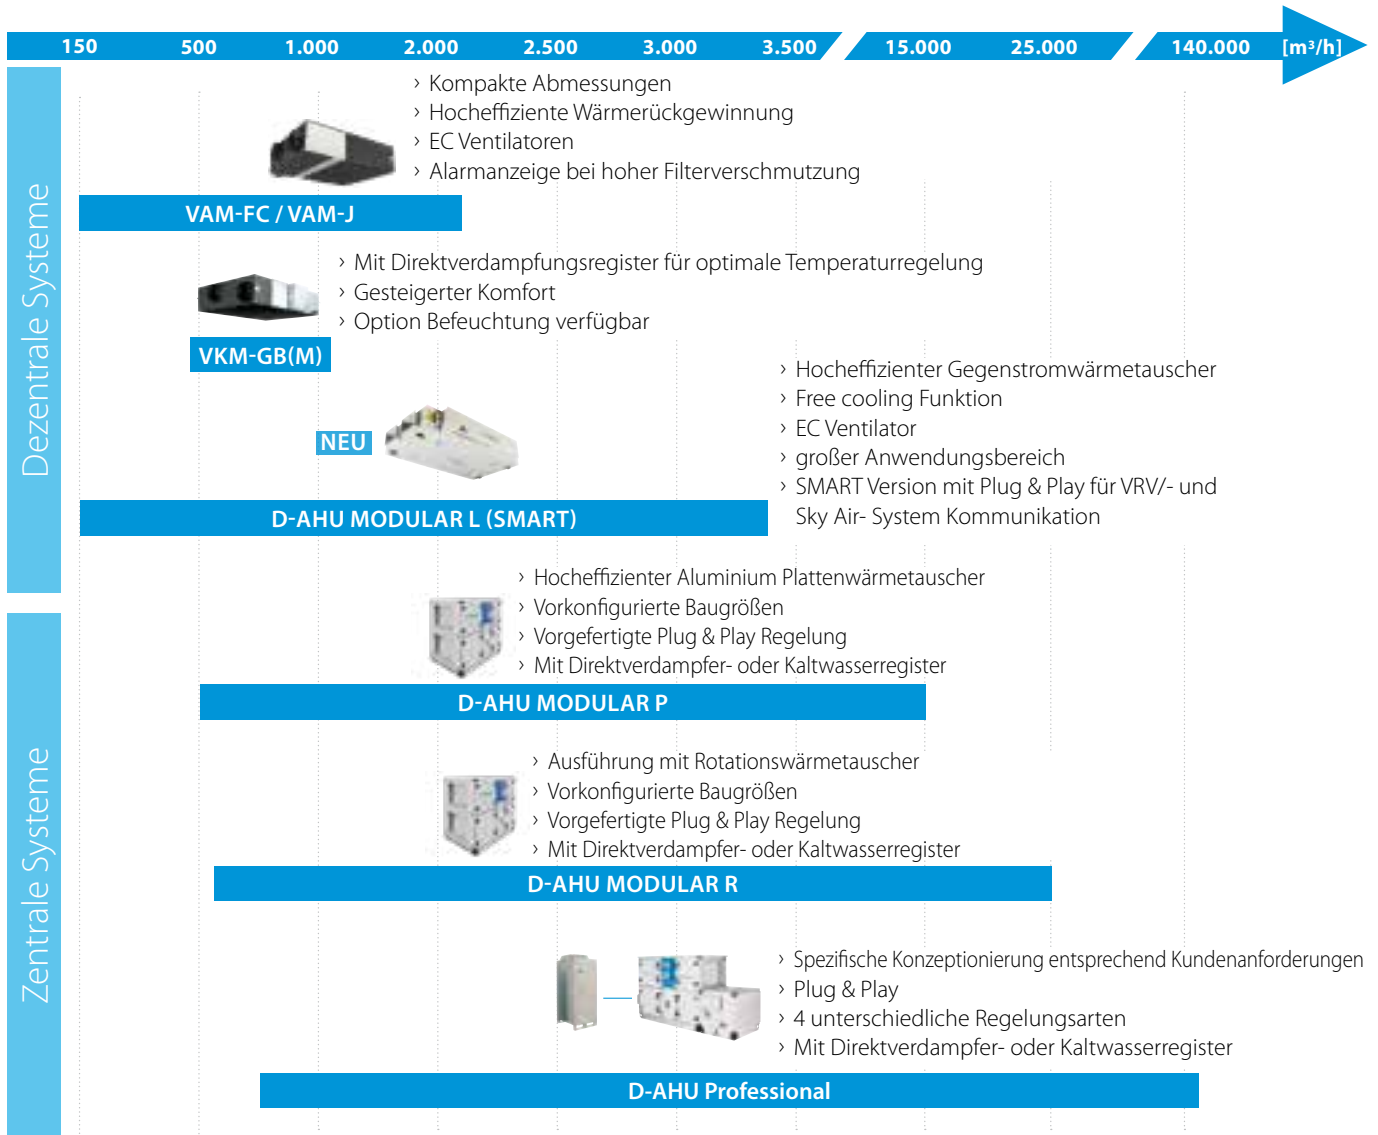 150 500 1.000 2.000 2.500 3.000 3.500 15.000 25.000 140.000 [m³/h]
Dezentrale Systeme
› Kompakte Abmessungen
› Hocheffiziente Wärmerückgewinnung
› EC Ventilatoren
› Alarmanzeige bei hoher Filterverschmutzung
VAM-FC / VAM-J
› Mit Direktverdampfungsregister für optimale Temperaturregelung
› Gesteigerter Komfort
› Option Befeuchtung verfügbar
VKM-GB(M)
› Hocheffizienter Gegenstromwärmetauscher
› Free cooling Funktion
› EC Ventilator
› großer Anwendungsbereich
› SMART Version mit Plug & Play für VRV/- und
Sky Air- System Kommunikation
NEU
D-AHU MODULAR L (SMART)
Zentrale Systeme
› Hocheffizienter Aluminium Plattenwärmetauscher
› Vorkonfigurierte Baugrößen
› Vorgefertigte Plug & Play Regelung
› Mit Direktverdampfer- oder Kaltwasserregister
D-AHU MODULAR P
› Ausführung mit Rotationswärmetauscher
› Vorkonfigurierte Baugrößen
› Vorgefertigte Plug & Play Regelung
› Mit Direktverdampfer- oder Kaltwasserregister
D-AHU MODULAR R
› Spezifische Konzeptionierung entsprechend Kundenanforderungen
› Plug & Play
› 4 unterschiedliche Regelungsarten
› Mit Direktverdampfer- oder Kaltwasserregister
D-AHU Professional